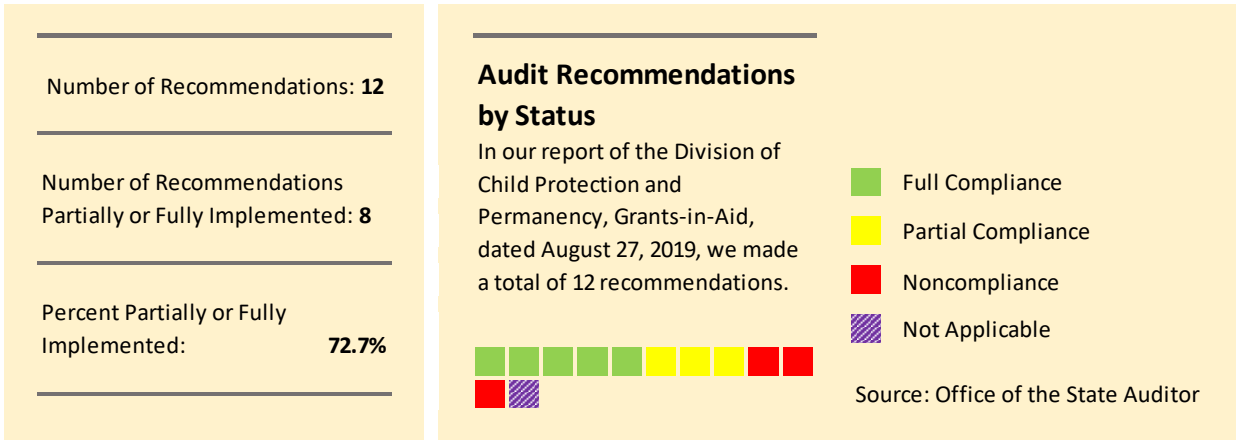 Number of Recommendations: 12
Number of Recommendations
Partially or Fully Implemented: 8
Percent Partially or Fully
Implemented: 72.7%
Audit Recommendations
by Status
In our report of the Division of
Child Protection and
Permanency, Grants-in-Aid,
dated August 27, 2019, we made
a total of 12 recommendations.
Full Compliance
Partial Compliance
Noncompliance
Not Applicable
Source: Office of the State Auditor